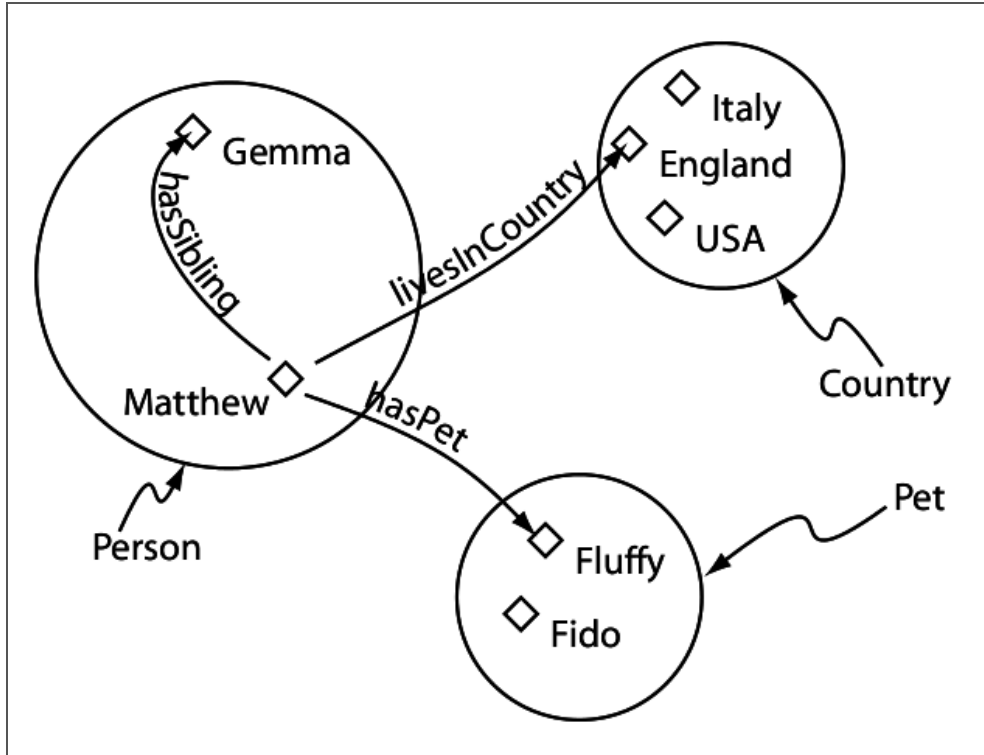 Italy
Gemma
England
hasSibling
livesInCountry
USA
Matthew
hasPet
Country
Person
Pet
Fluffy
Fido